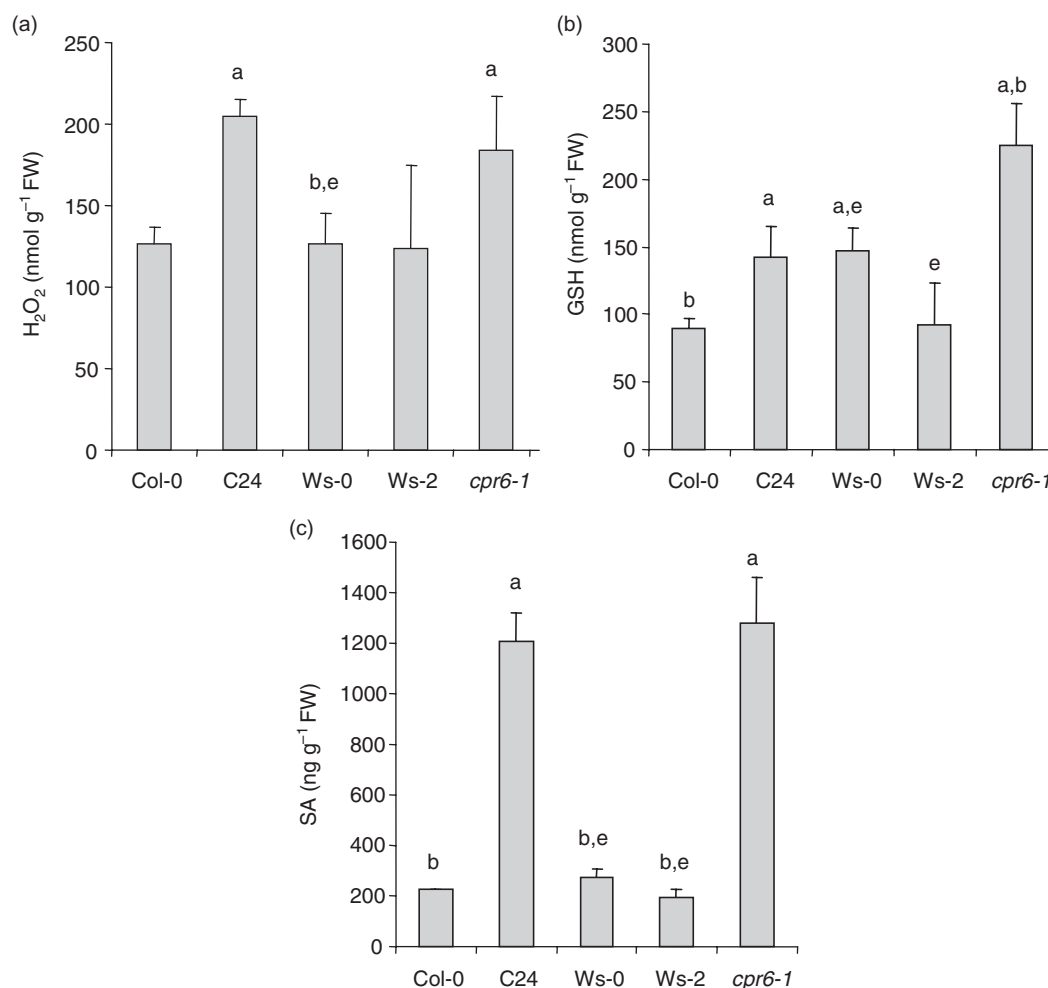 (a)
250
200
150
100
50
0
H₂O₂ (nmol g⁻¹ FW)
a
b,e
a
Col-0 C24 Ws-0 Ws-2 cpr6-1
(b)
300
250
200
150
100
50
0
GSH (nmol g⁻¹ FW)
b
a
a,e
e
a,b
Col-0 C24 Ws-0 Ws-2 cpr6-1
(c)
1600
1400
1200
1000
800
600
400
200
0
SA (ng g⁻¹ FW)
b
a
b,e
b,e
a
Col-0 C24 Ws-0 Ws-2 cpr6-1